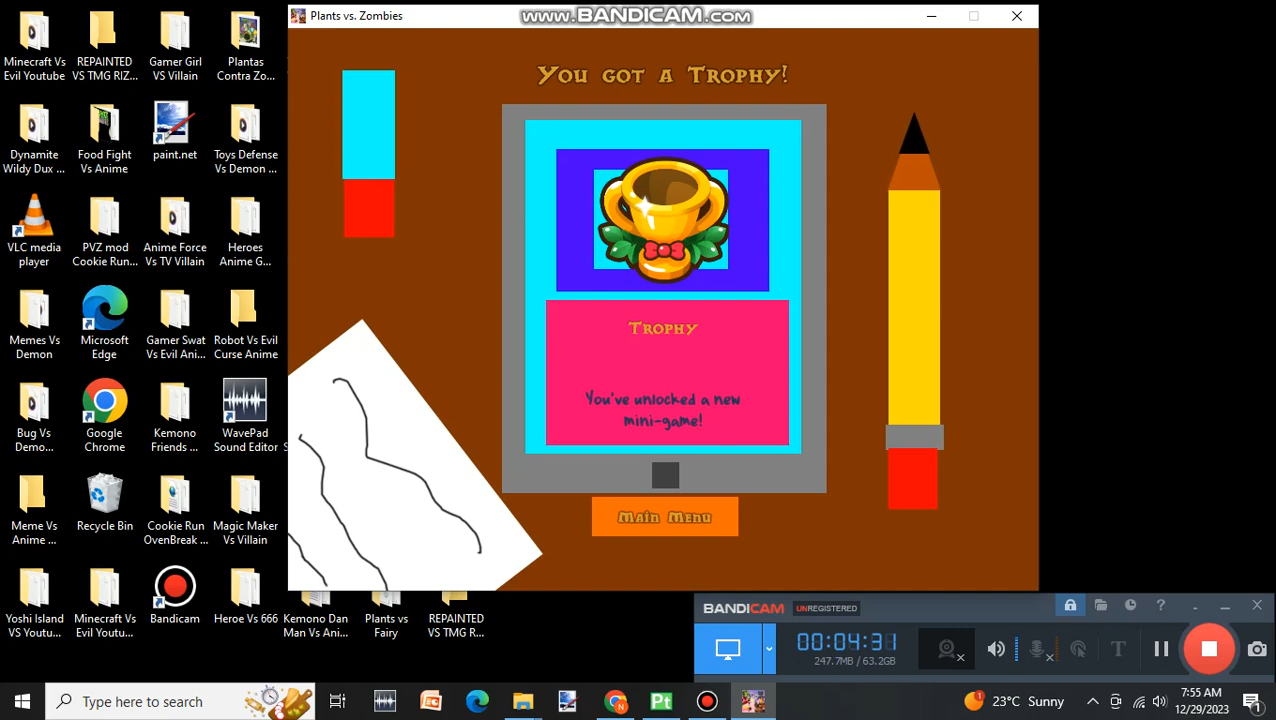 Plants vs. Zombies
www.BANDICAM.com
You got a Trophy!
Trophy
You've unlocked a new
mini-game!
Main Menu
Minecraft Vs
Evil Youtube
REPAINTED
VS TMG RIZ...
Gamer Girl
VS Villain
Plantas
Contra Zo...
Dynamite
Wildy Dux ...
Food Fight
Vs Anime
paint.net
Toys Defense
Vs Demon ...
VLC media
player
PVZ mod
Cookie Run...
Anime Force
Vs TV Villain
Heroes
Anime G...
Memes Vs
Demon
Microsoft
Edge
Gamer Swat
Vs Evil Ani...
Robot Vs Evil
Curse Anime
Bug Vs
Demo...
Google
Chrome
Kemono
Friends ...
WavePad
Sound Editor
Meme Vs
Anime ...
Recycle Bin
Cookie Run
OvenBreak ...
Magic Maker
Vs Villain
Yoshi Island
VS Youtu...
Minecraft Vs
Evil Youtu...
Bandicam
Heroe Vs 666
Kemono Dan
Man Vs Ani...
Plants vs
Fairy
REPAINTED
VS TMG R...
BANDICAM
UNREGISTERED
00:04:31
247.7MB / 63.2GB
Type here to search
23°C Sunny
7:55 AM
12/29/2023